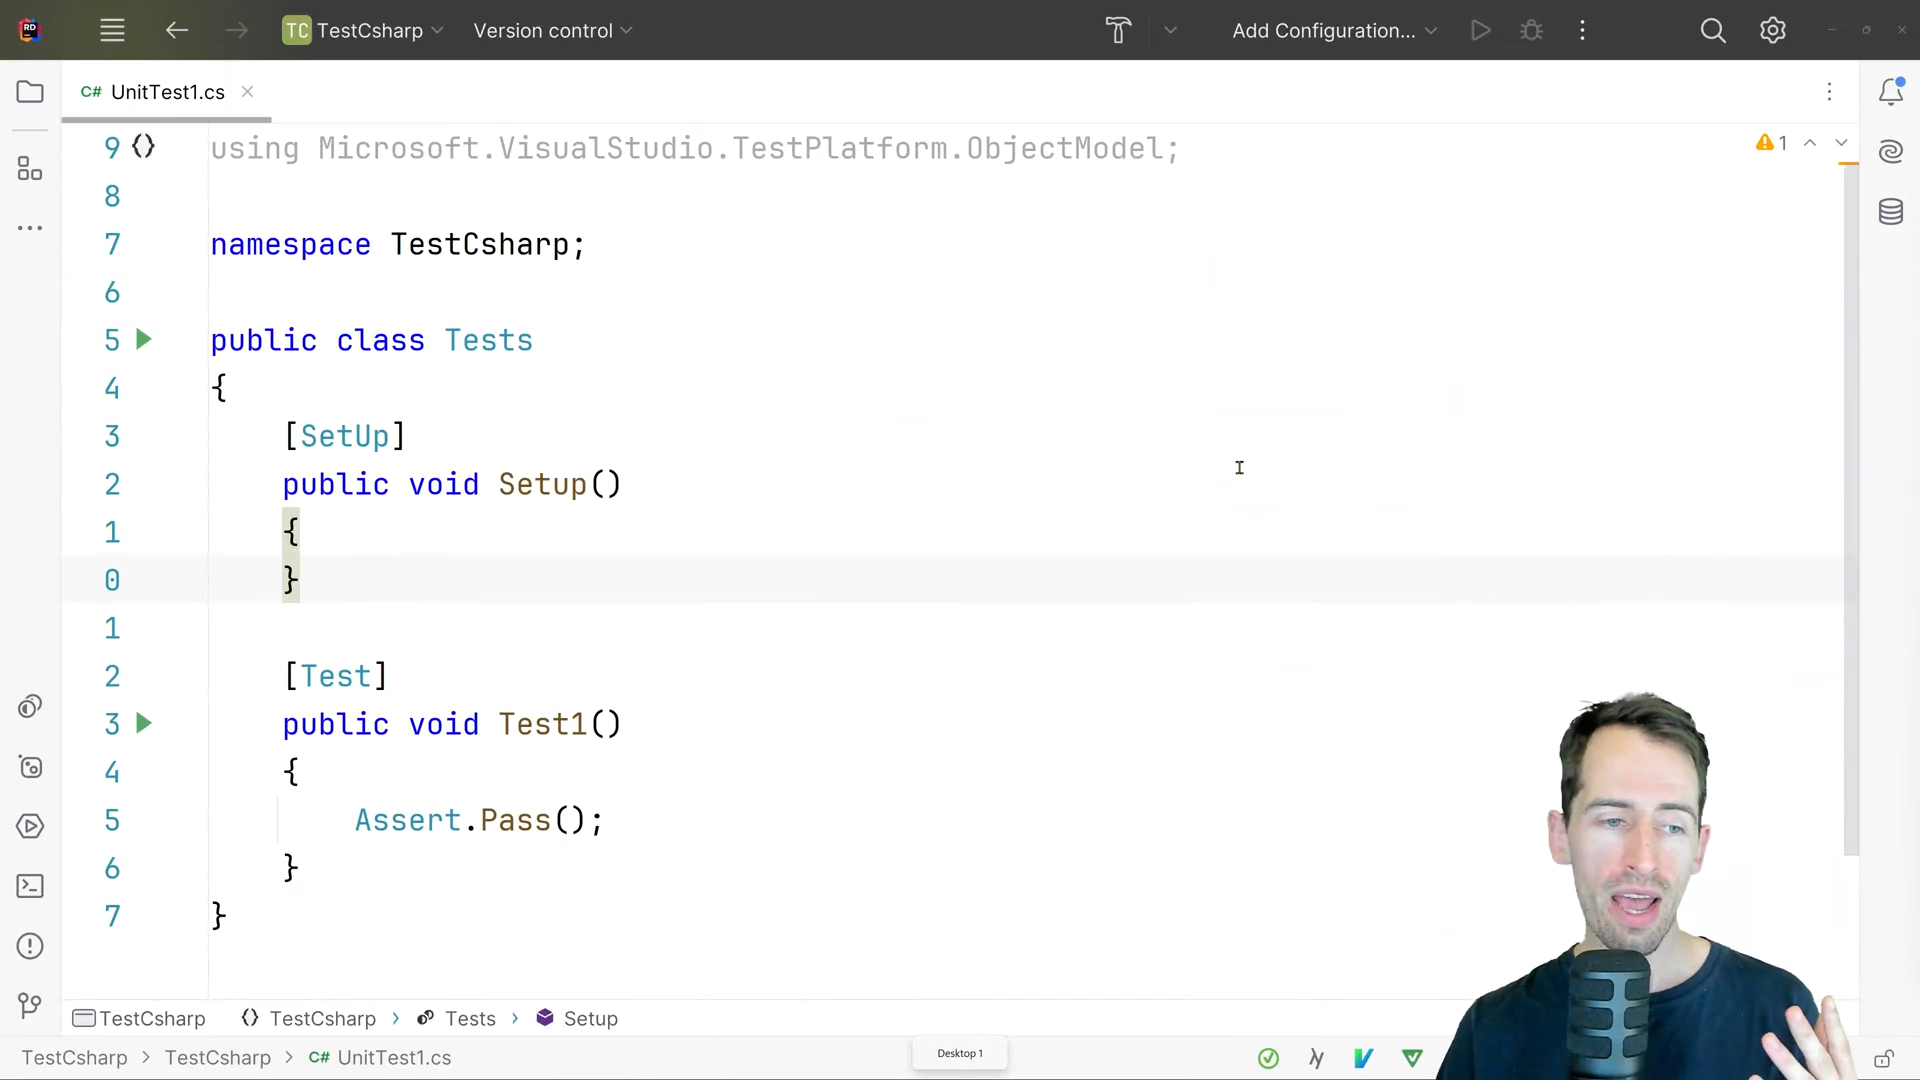 RD
TC TestCsharp
Version control
Add Configuration...
C# UnitTest1.cs
9 using Microsoft.VisualStudio.TestPlatform.ObjectModel;
1
8
7 namespace TestCsharp;
6
5 public class Tests
4 {
3 [SetUp]
2 public void Setup()
1 {
0 }
1
2 [Test]
3 public void Test1()
4 {
5 Assert.Pass();
6 }
7 }
TestCsharp {} TestCsharp > Tests > Setup
TestCsharp > TestCsharp > C# UnitTest1.cs
Desktop 1